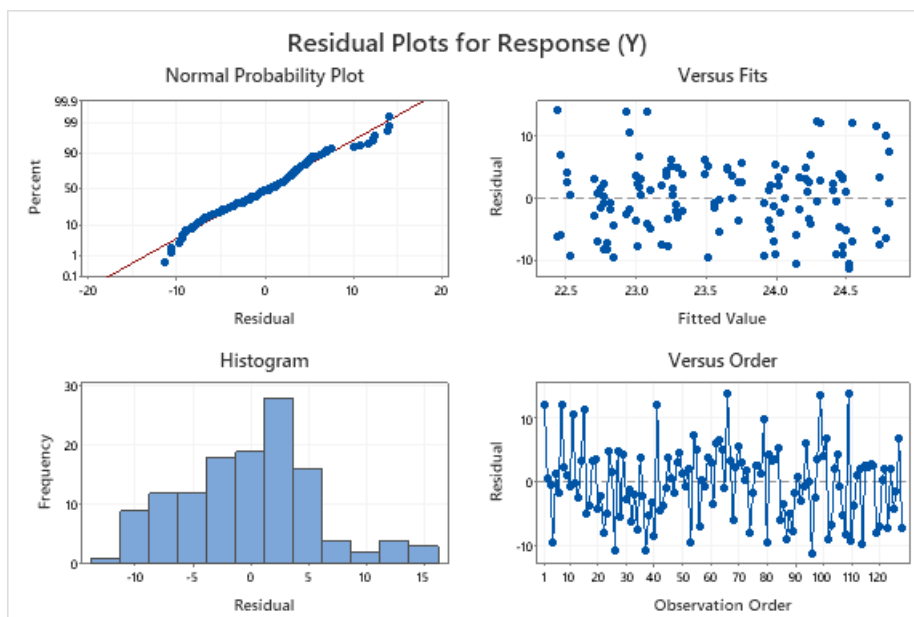 Residual Plots for Response (Y)
Normal Probability Plot
Versus Fits
99.9
99
90
50
10
1
0.1
Percent
-20 -10 0 10 20
Residual
10
0
-10
Residual
22.5 23.0 23.5 24.0 24.5
Fitted Value
Histogram
Versus Order
30
20
10
0
Frequency
-10 -5 0 5 10 15
Residual
10
0
-10
Residual
1 10 20 30 40 50 60 70 80 90 100 110 120
Observation Order